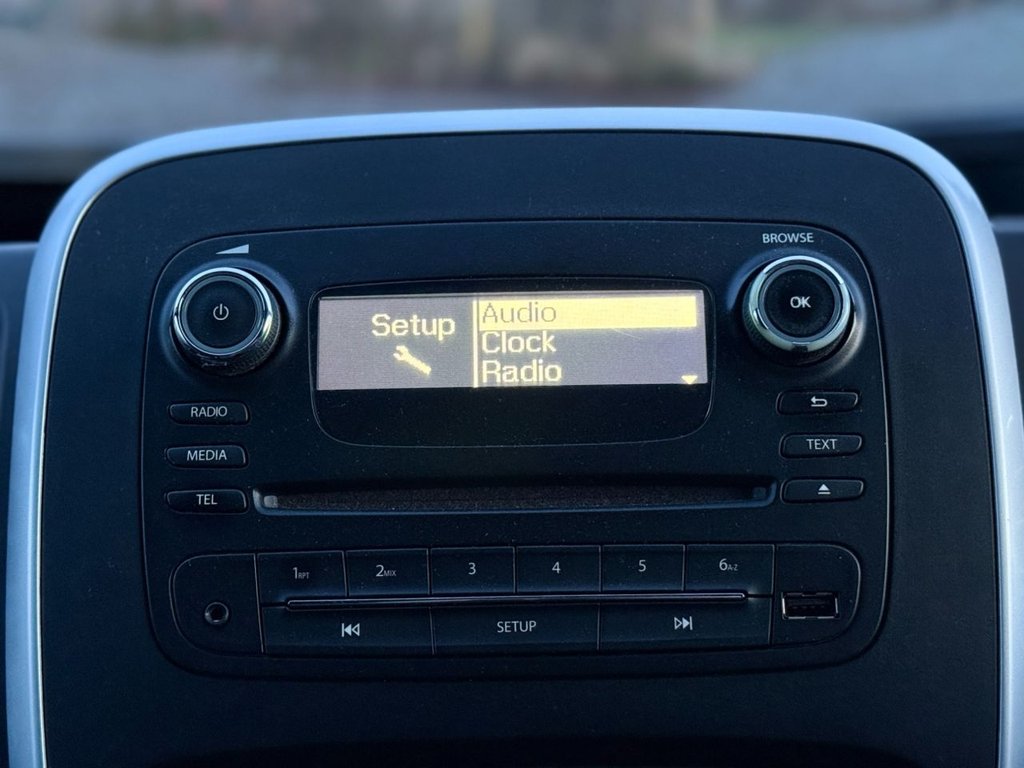 BROWSE
OK
Setup
Audio
Clock
Radio
RADIO
MEDIA
TEL
TEXT
1RPT
2MIX
3
4
5
6A-Z
SETUP